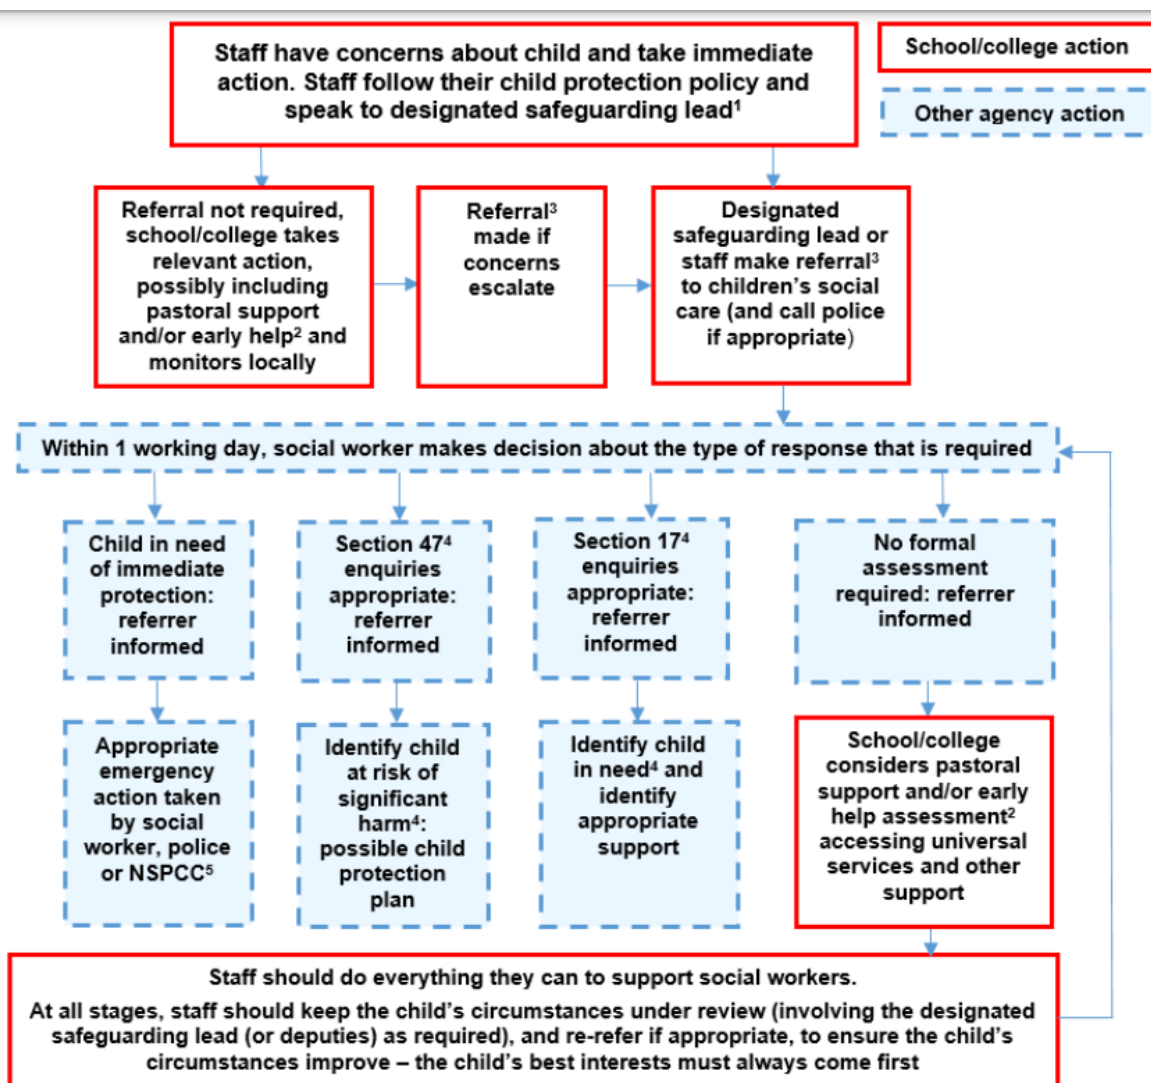 Staff have concerns about child and take immediate
action. Staff follow their child protection policy and
speak to designated safeguarding lead¹
School/college action
Other agency action
Referral not required,
school/college takes
relevant action,
possibly including
pastoral support
and/or early help² and
monitors locally
Referral³
made if
concerns
escalate
Designated
safeguarding lead or
staff make referral³
to children’s social
care (and call police
if appropriate)
Within 1 working day, social worker makes decision about the type of response that is required
Child in need
of immediate
protection:
referrer
informed
Section 47⁴
enquiries
appropriate:
referrer
informed
Section 17⁴
enquiries
appropriate:
referrer
informed
No formal
assessment
required: referrer
informed
Appropriate
emergency
action taken
by social
worker, police
or NSPCC⁵
Identify child
at risk of
significant
harm⁴:
possible child
protection
plan
Identify child
in need⁴ and
identify
appropriate
support
School/college
considers pastoral
support and/or early
help assessment²
accessing universal
services and other
support
Staff should do everything they can to support social workers.
At all stages, staff should keep the child’s circumstances under review (involving the designated
safeguarding lead (or deputies) as required), and re-refer if appropriate, to ensure the child’s
circumstances improve – the child’s best interests must always come first